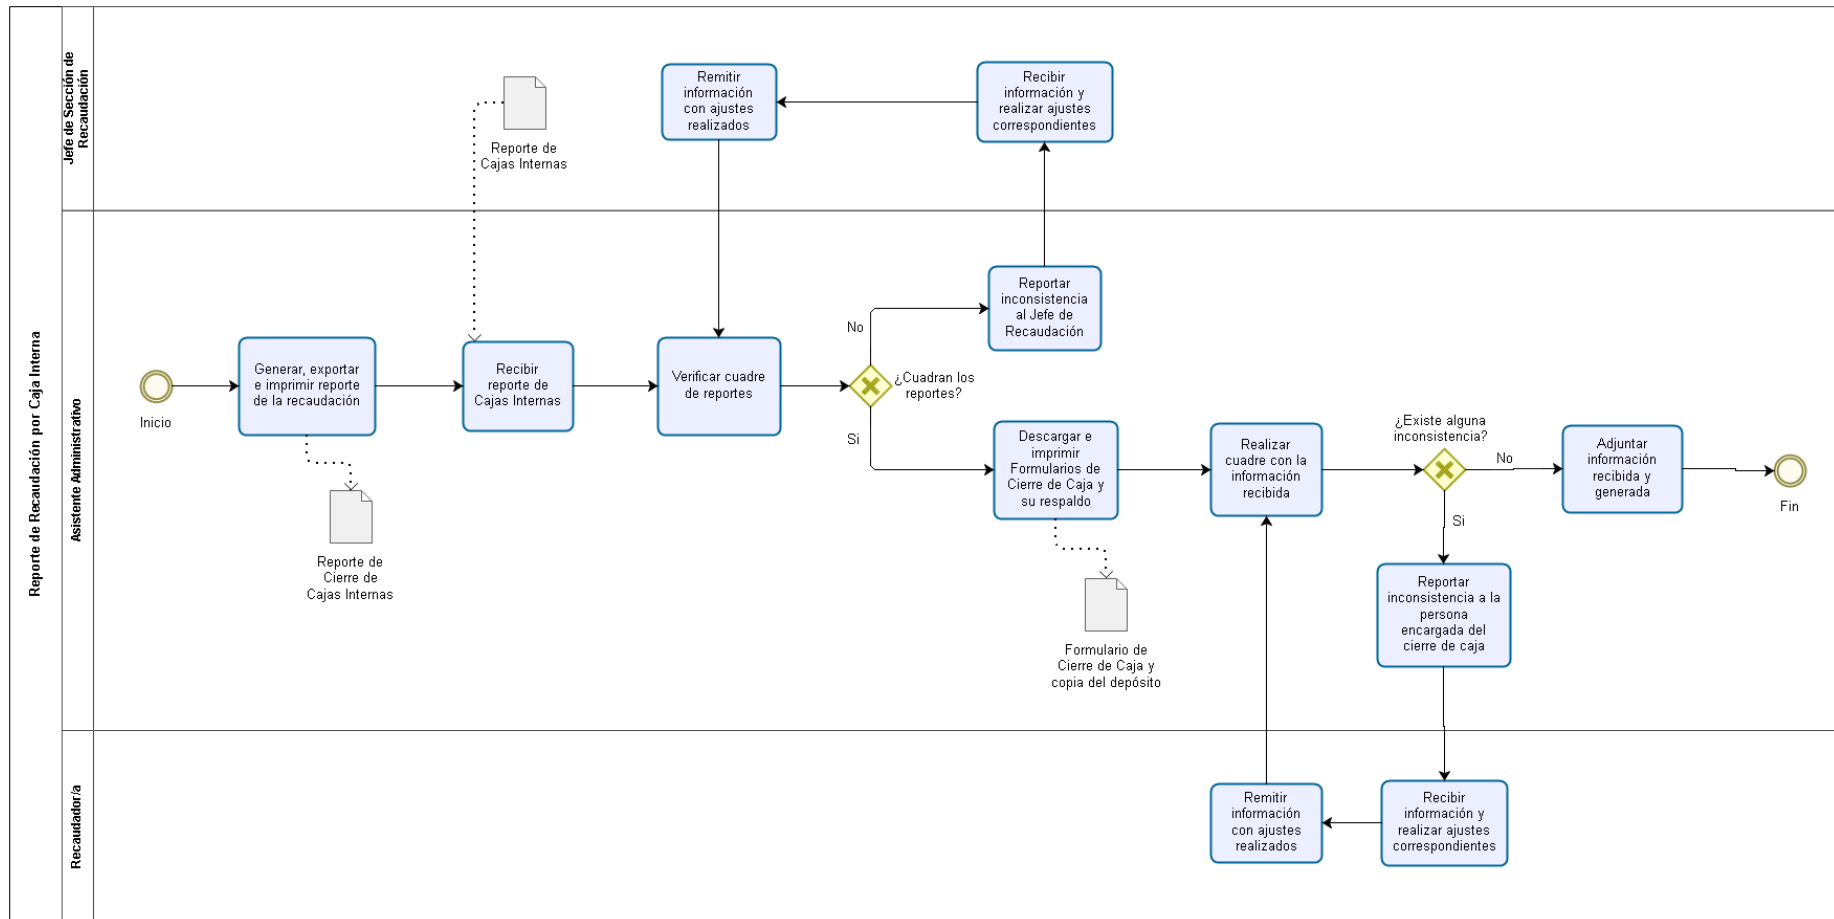 Reporte de Recaudación por Caja Interna
Jefe de Sección de
Recaudación
Remitir
información
con ajustes
realizados
Recibir
información y
realizar ajustes
correspondientes
Reporte de
Cajas Internas
Asistente Administrativo
Inicio
Generar, exportar
e imprimir reporte
de la recaudación
Reporte de
Cierre de
Cajas Internas
Recibir
reporte de
Cajas Internas
Verificar cuadre
de reportes
¿Cuadran los
reportes?
No
Reportar
inconsistencia
al Jefe de
Recaudación
Si
Descargar e
imprimir
Formularios de
Cierre de Caja y
su respaldo
Formulario de
Cierre de Caja y
copia del depósito
Realizar
cuadre con la
información
recibida
¿Existe alguna
inconsistencia?
No
Adjuntar
información
recibida y
generada
Fin
Si
Reportar
inconsistencia a la
persona
encargada del
cierre de caja
Recaudador/a
Remitir
información
con ajustes
realizados
Recibir
información y
realizar ajustes
correspondientes